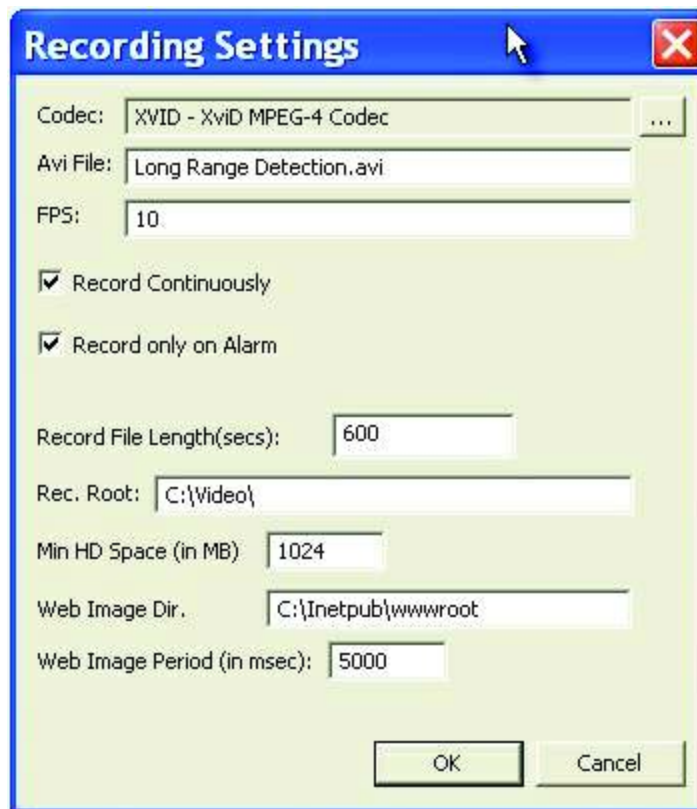 Recording Settings
Codec: XVID - XviD MPEG-4 Codec ...
Avi File: Long Range Detection.avi
FPS: 10
Record Continuously
Record only on Alarm
Record File Length(secs): 600
Rec. Root: C:\Video\
Min HD Space (in MB) 1024
Web Image Dir. C:\Inetpub\wwwroot
Web Image Period (in msec): 5000
OK Cancel